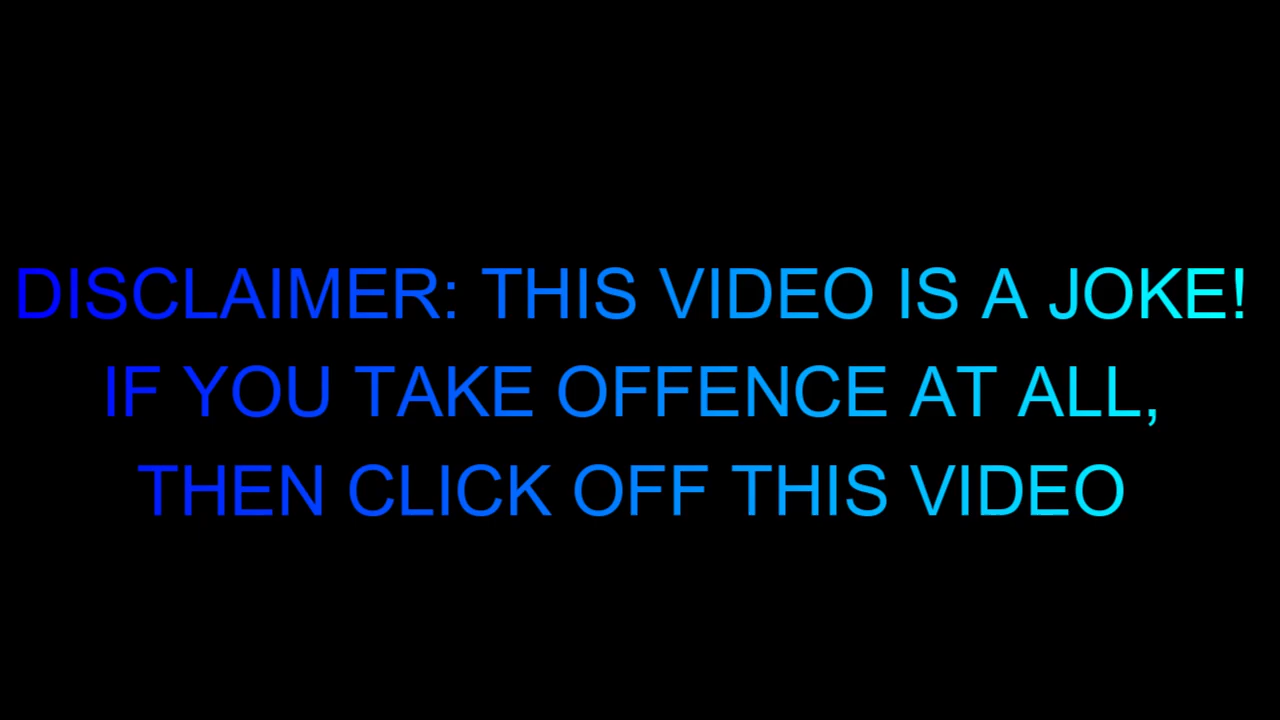 DISCLAIMER: THIS VIDEO IS A JOKE!
IF YOU TAKE OFFENCE AT ALL,
THEN CLICK OFF THIS VIDEO